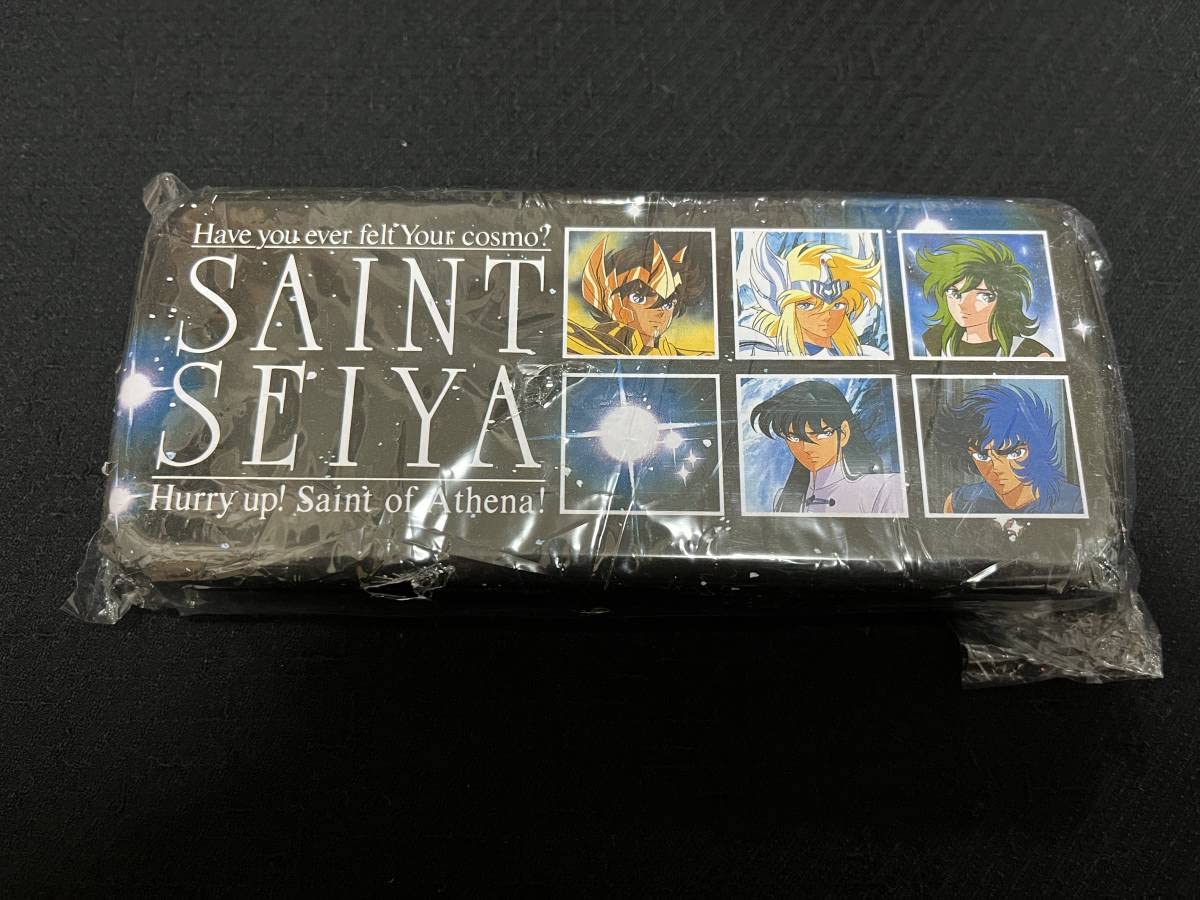 Have you ever felt Your cosmo?
SAINT
SEIYA
Hurry up! Saint of Athena!